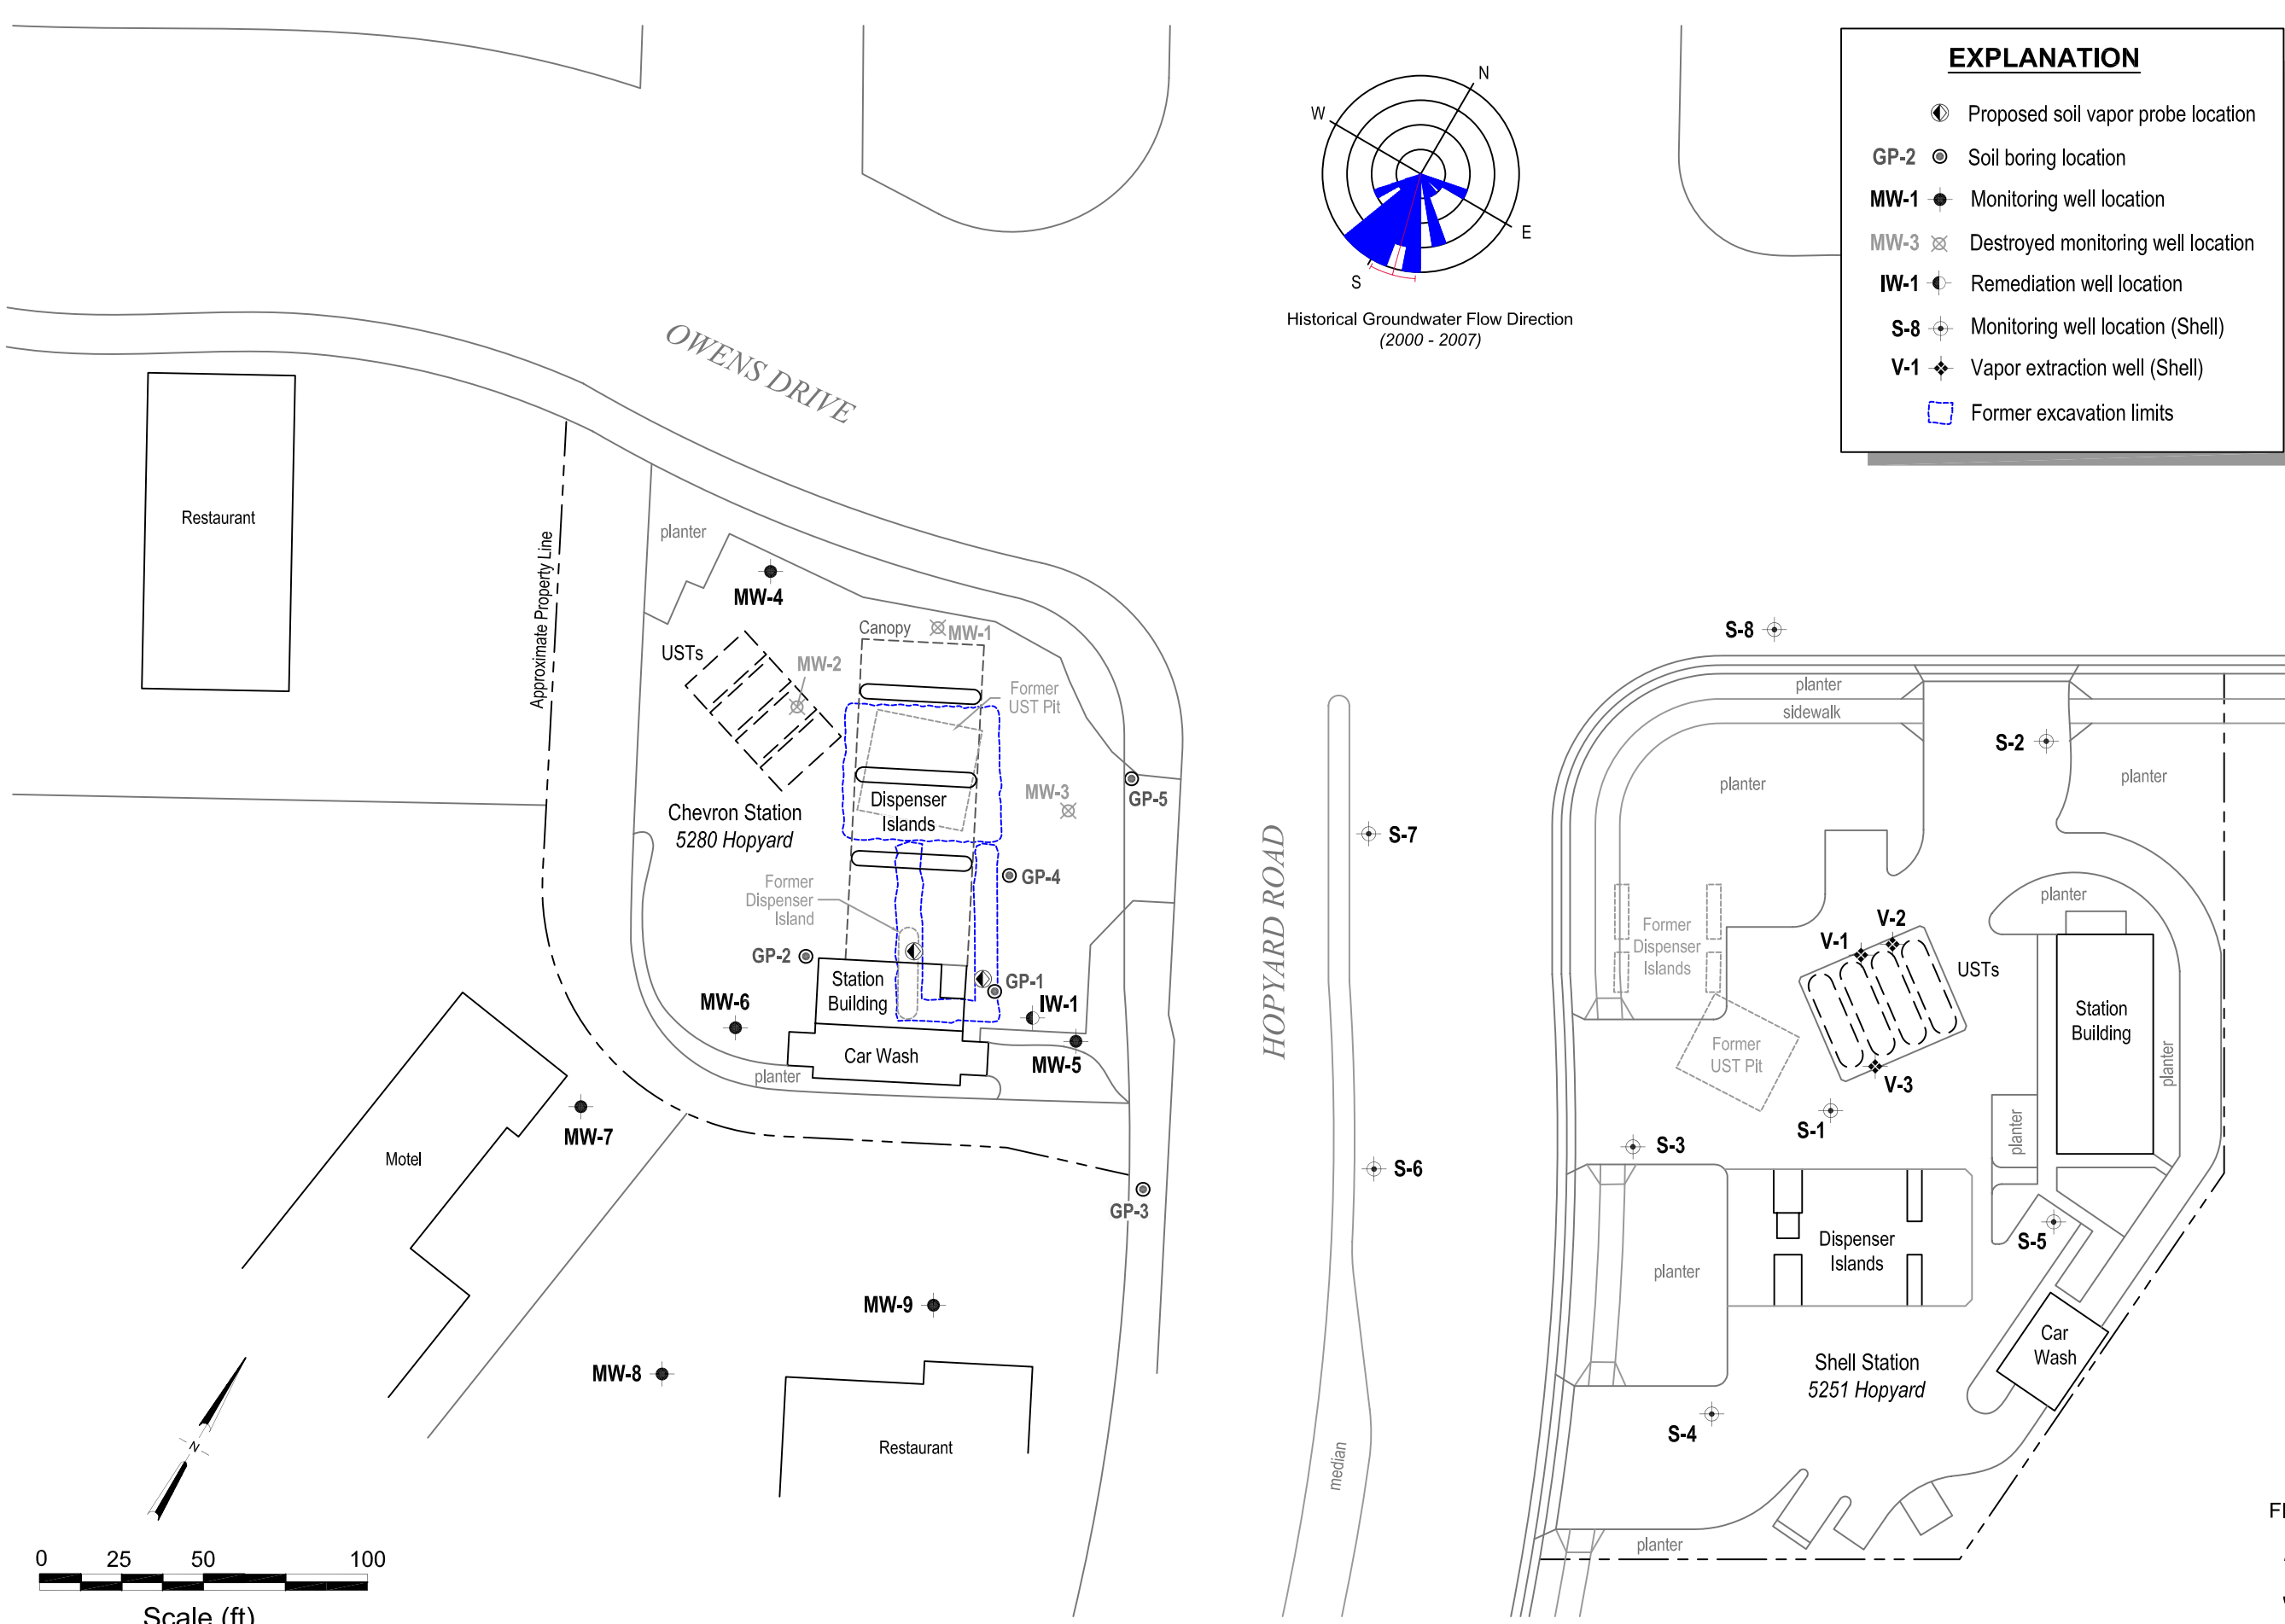 EXPLANATION
Proposed soil vapor probe location
GP-2 Soil boring location
MW-1 Monitoring well location
MW-3 Destroyed monitoring well location
IW-1 Remediation well location
S-8 Monitoring well location (Shell)
V-1 Vapor extraction well (Shell)
Former excavation limits
N
W
E
S
Historical Groundwater Flow Direction
(2000 - 2007)
OWENS DRIVE
Restaurant
Approximate Property Line
planter
MW-4
Canopy
MW-1
USTs
MW-2
Former
UST Pit
MW-3
GP-5
Dispenser
Islands
Chevron Station
5280 Hopyard
GP-4
Former
Dispenser
Island
GP-2
Station
Building
GP-1
IW-1
MW-6
Car Wash
MW-5
planter
MW-7
Motel
GP-3
MW-9
MW-8
Restaurant
HOPYARD ROAD
S-7
S-6
median
S-8
planter
sidewalk
S-2
planter
planter
planter
Former
Dispenser
Islands
V-2
V-1
USTs
Station
Building
Former
UST Pit
V-3
planter
planter
S-1
S-3
S-5
Dispenser
Islands
planter
Car
Wash
Shell Station
5251 Hopyard
S-4
planter
N
0 25 50 100
Scale (ft)